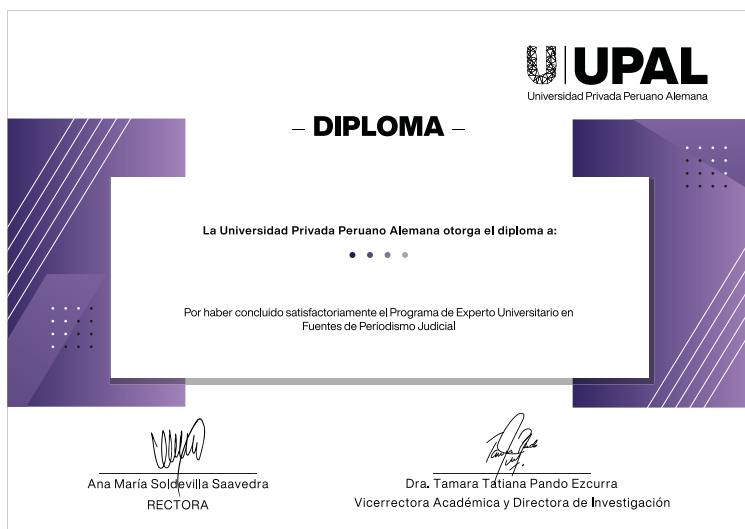 UPAL
Universidad Privada Peruano Alemana
– DIPLOMA –
La Universidad Privada Peruano Alemana otorga el diploma a:
Por haber concluido satisfactoriamente el Programa de Experto Universitario en
Fuentes de Periodismo Judicial
Ana María Soldevilla Saavedra
RECTORA
Dra. Tamara Tatiana Pando Ezcurra
Vicerrectora Académica y Directora de Investigación